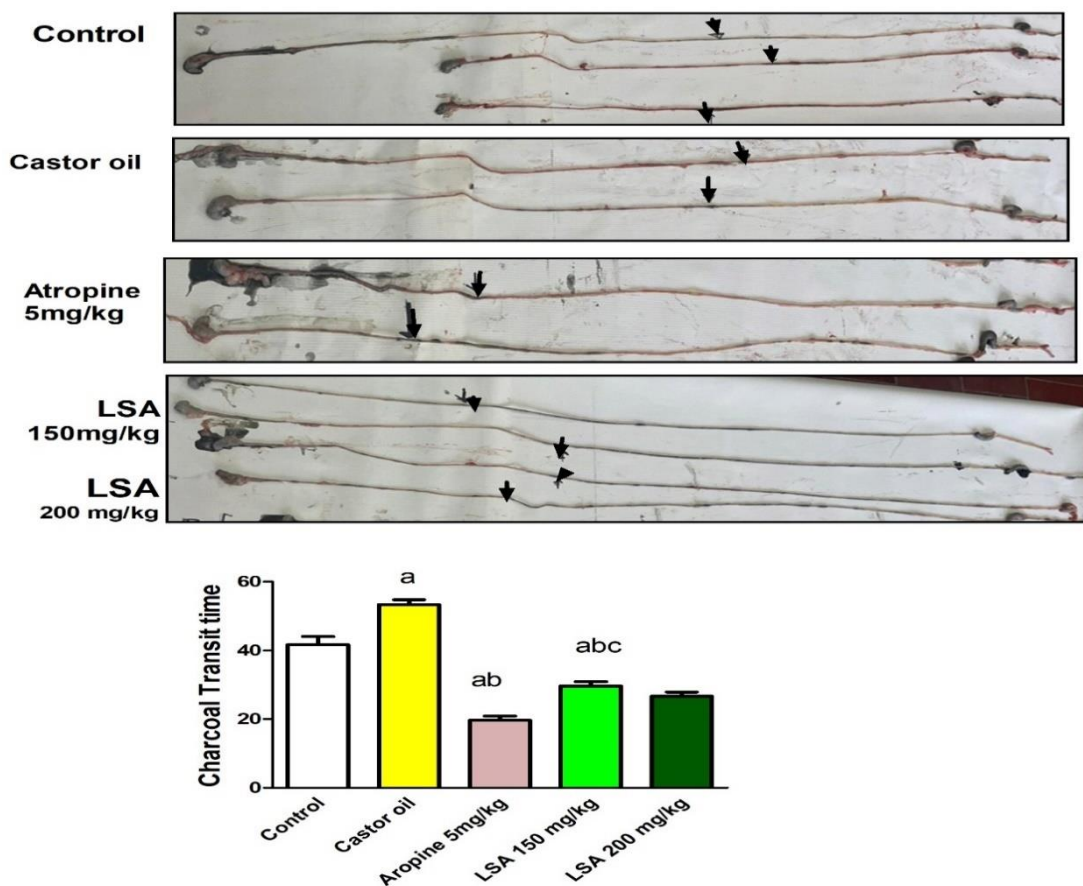 Control
Castor oil
Atropine
5mg/kg
LSA
150mg/kg
LSA
200 mg/kg
Charcoal Transit time
60
40
20
0
a
ab
abc
Control
Castor oil
Aropine 5mg/kg
LSA 150 mg/kg
LSA 200 mg/kg